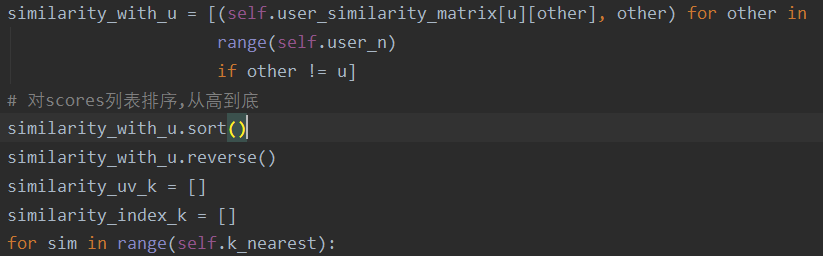 similarity_with_u = [(self.user_similarity_matrix[u][other], other) for other in
range(self.user_n)
if other != u]
# 对scores列表排序,从高到底
similarity_with_u.sort()
similarity_with_u.reverse()
similarity_uv_k = []
similarity_index_k = []
for sim in range(self.k_nearest):